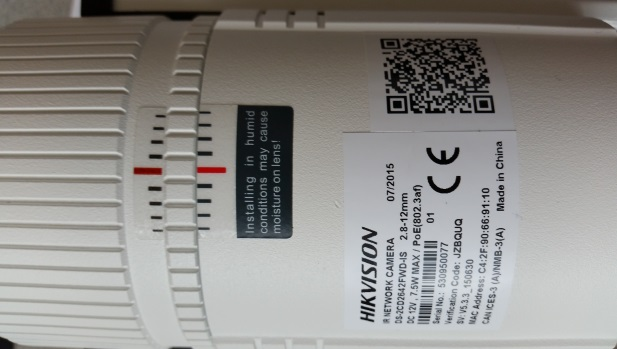 Installing in humid
conditions may cause
moisture on lens!
HIKVISION
IR NETWORK CAMERA 07/2015
DS-2CD2642FWD-IS 2.8-12mm
DC 12V, 7.5W MAX / PoE(802.3af)
01
Serial No.: 530950077
Verification Code: JZBQUQ
SV: V5.3.3_150630
MAC Address: C4:2F:90:66:91:10
CAN ICES-3 (A)/NMB-3(A) Made in China
CE